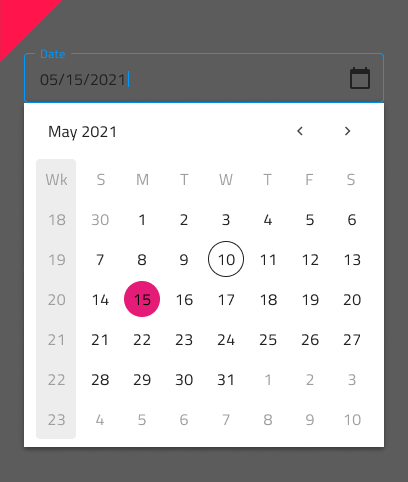 Date
05/15/2021
May 2021
Wk S M T W T F S
18 30 1 2 3 4 5 6
19 7 8 9 10 11 12 13
20 14 15 16 17 18 19 20
21 21 22 23 24 25 26 27
22 28 29 30 31 1 2 3
23 4 5 6 7 8 9 10